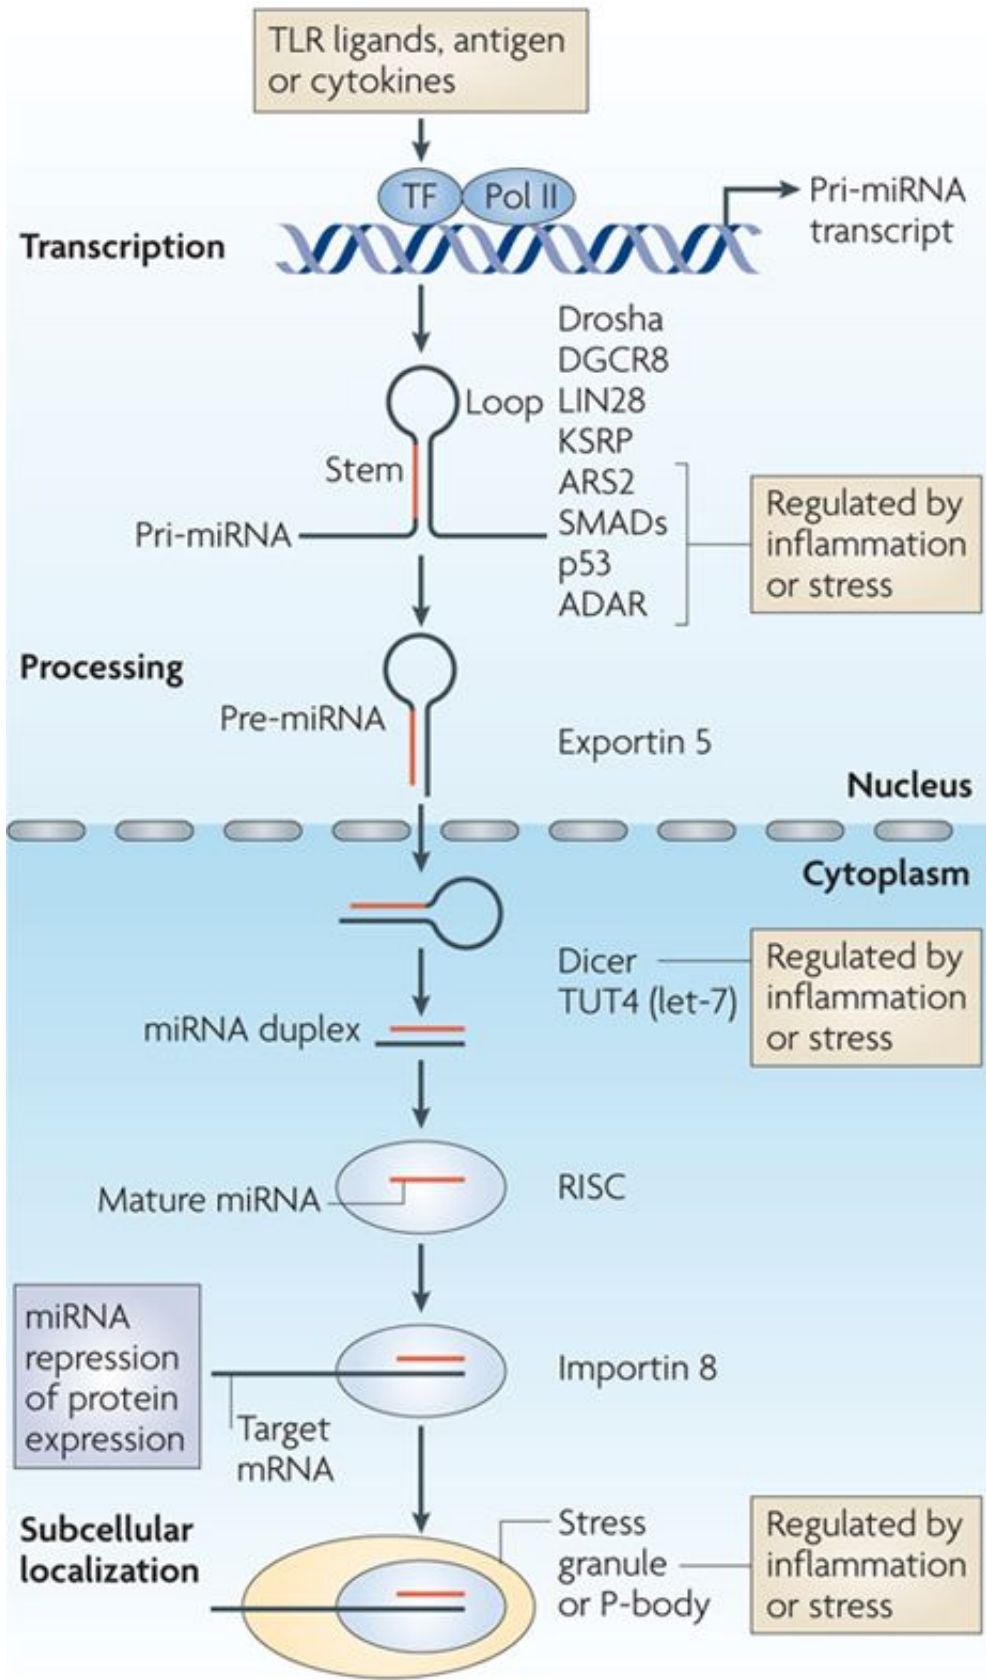 TLR ligands, antigen
or cytokines
TF
Pol II
Pri-miRNA
transcript
Transcription
Drosha
DGCR8
Loop
LIN28
KSRP
Stem
ARS2
SMADs
p53
ADAR
Regulated by
inflammation
or stress
Pri-miRNA
Processing
Pre-miRNA
Exportin 5
Nucleus
Cytoplasm
Dicer
TUT4 (let-7)
Regulated by
inflammation
or stress
miRNA duplex
Mature miRNA
RISC
miRNA
repression
of protein
expression
Importin 8
Target
mRNA
Subcellular
localization
Stress
granule
or P-body
Regulated by
inflammation
or stress